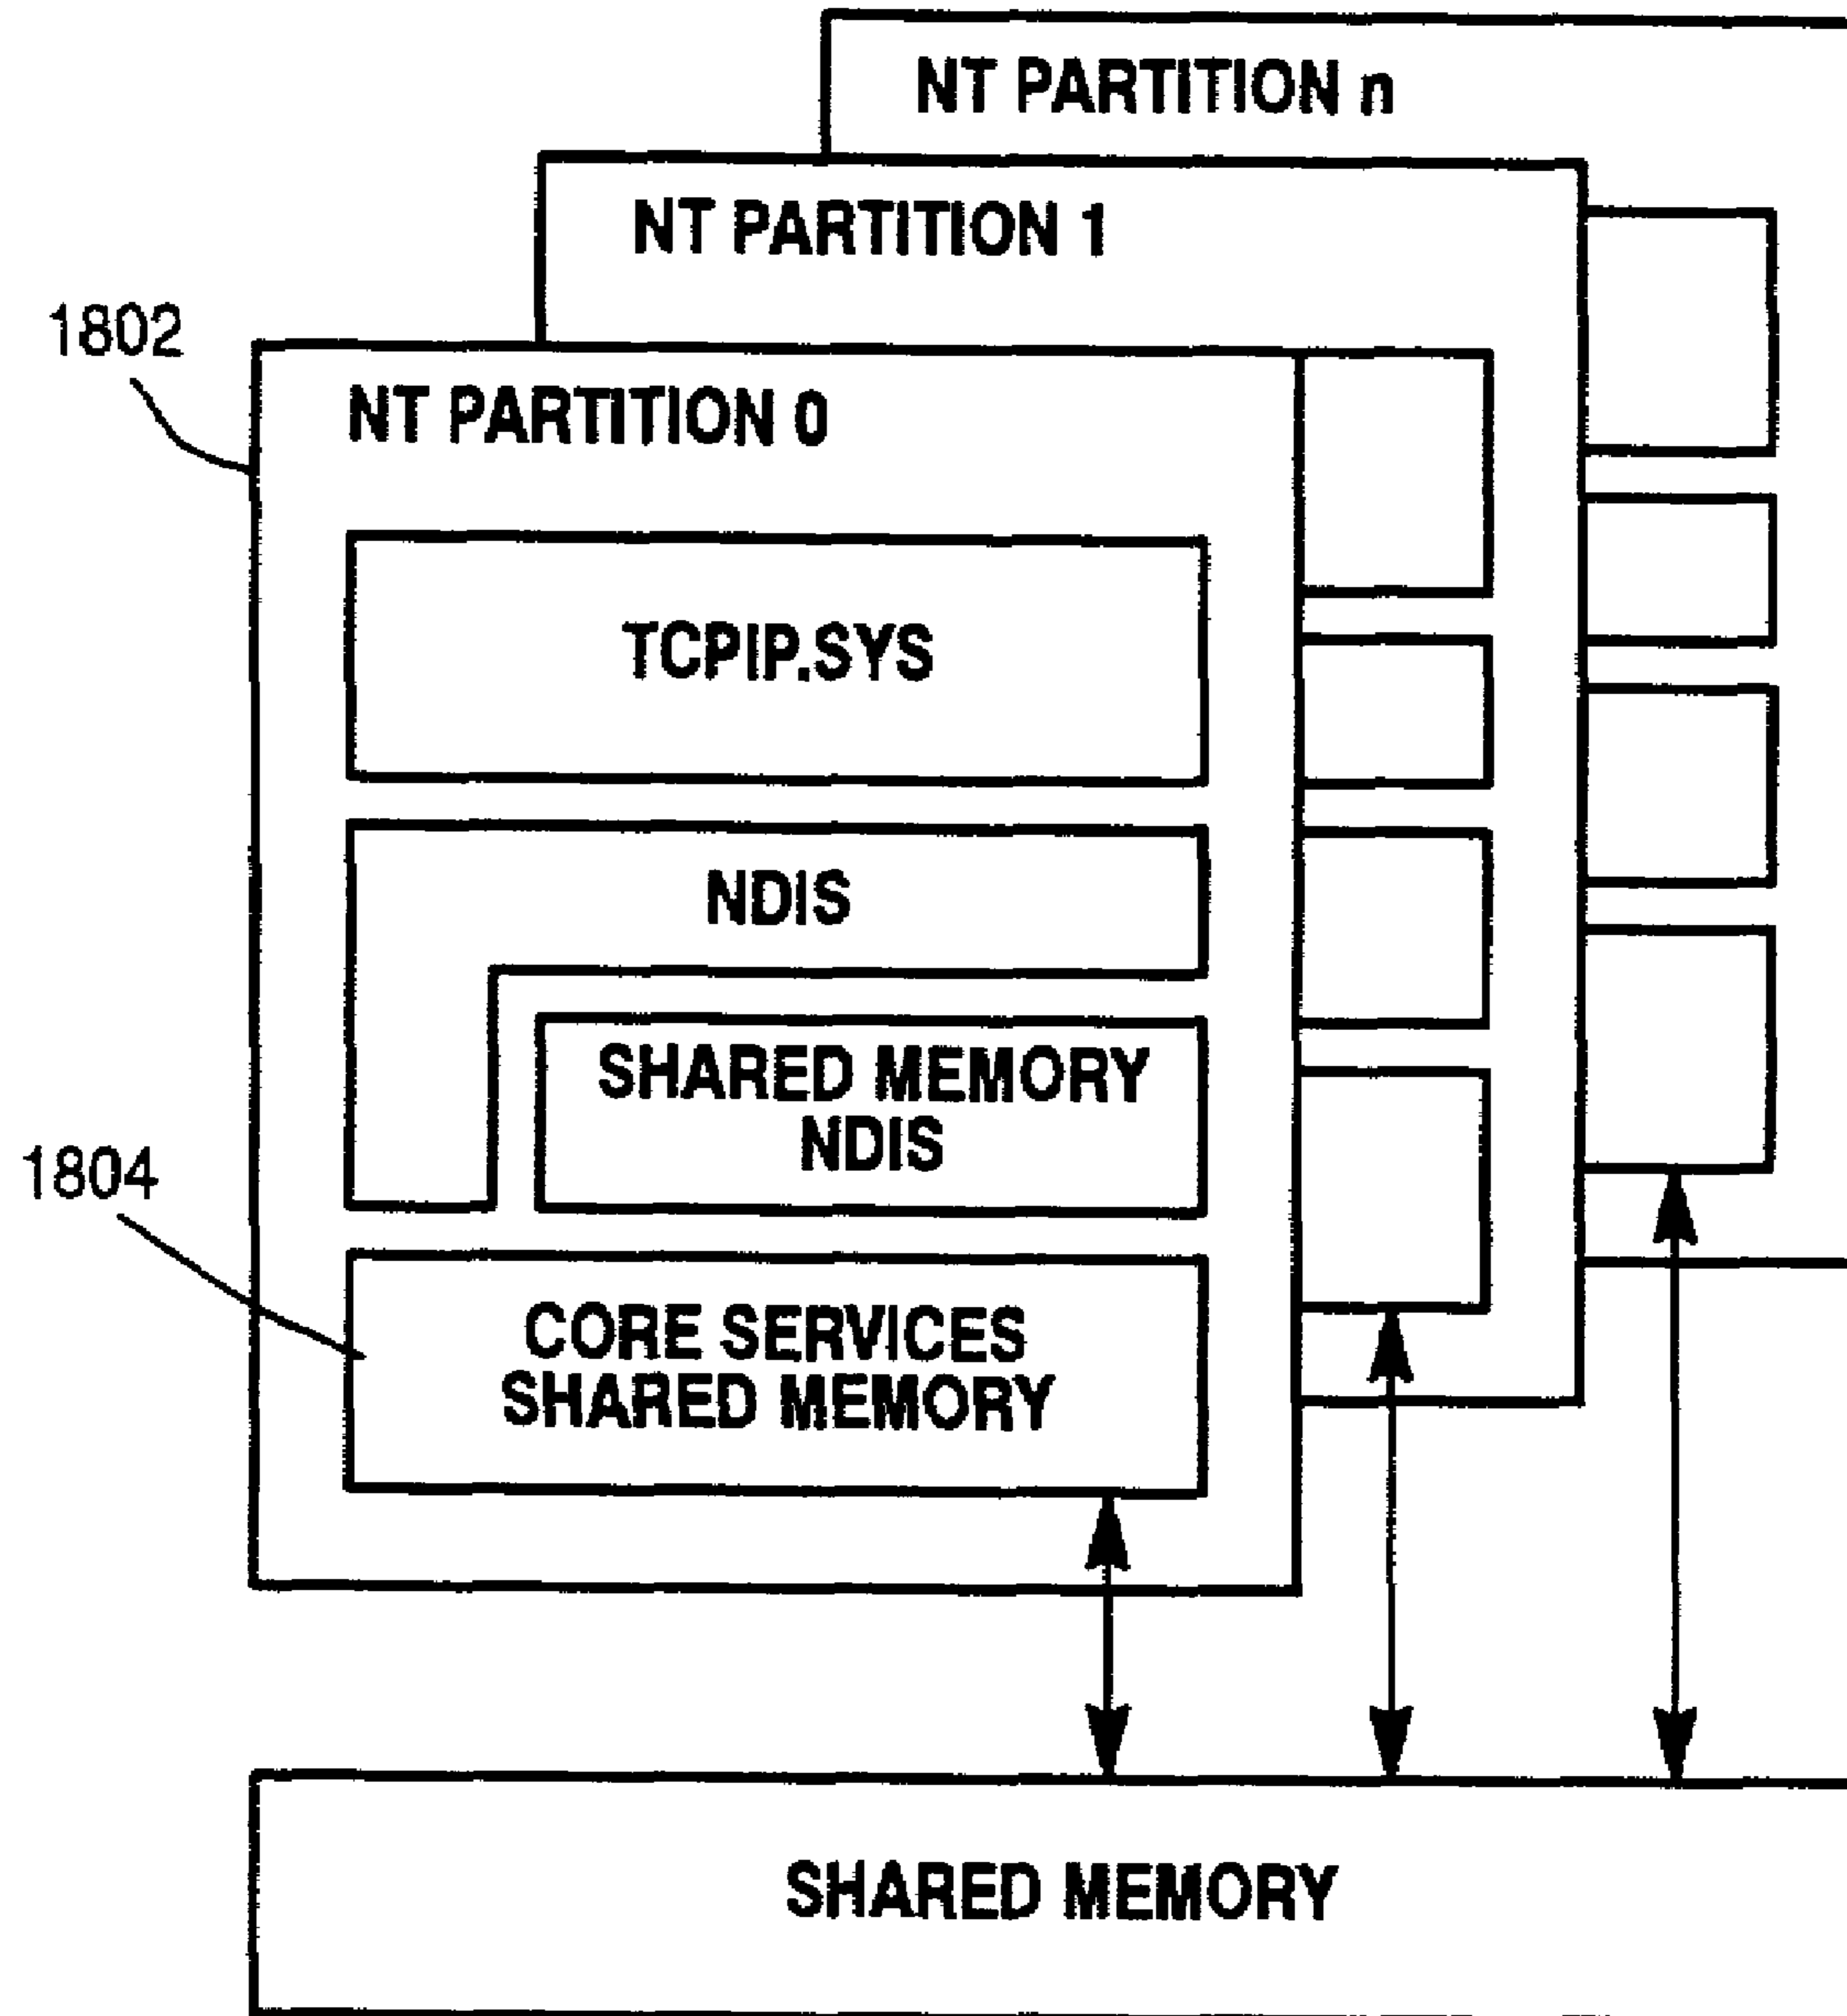 NT PARTITION n
NT PARTITION 1
1802
NT PARTITION 0
TCPIP.SYS
NDIS
SHARED MEMORY
NDIS
1804
CORE SERVICES
SHARED MEMORY
SHARED MEMORY